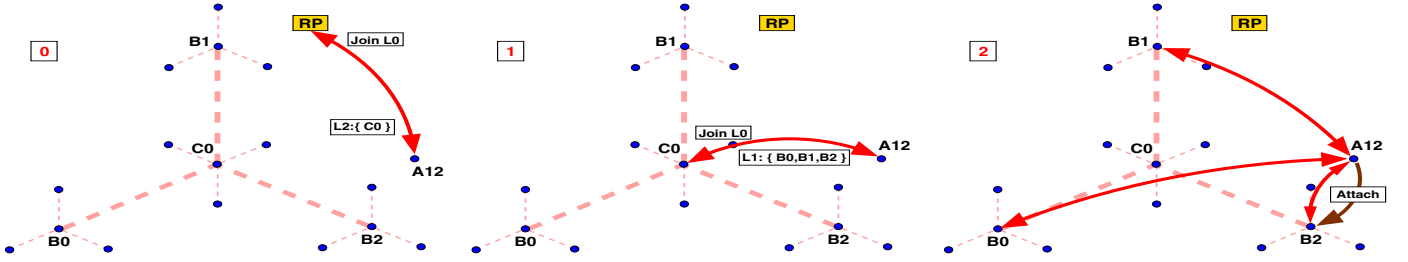 0
RP
Join L0
B1
L2:{ C0 }
C0
A12
B0
B2
1
RP
B1
Join L0
L1: { B0,B1,B2 }
C0
A12
B0
B2
2
RP
B1
C0
A12
Attach
B0
B2